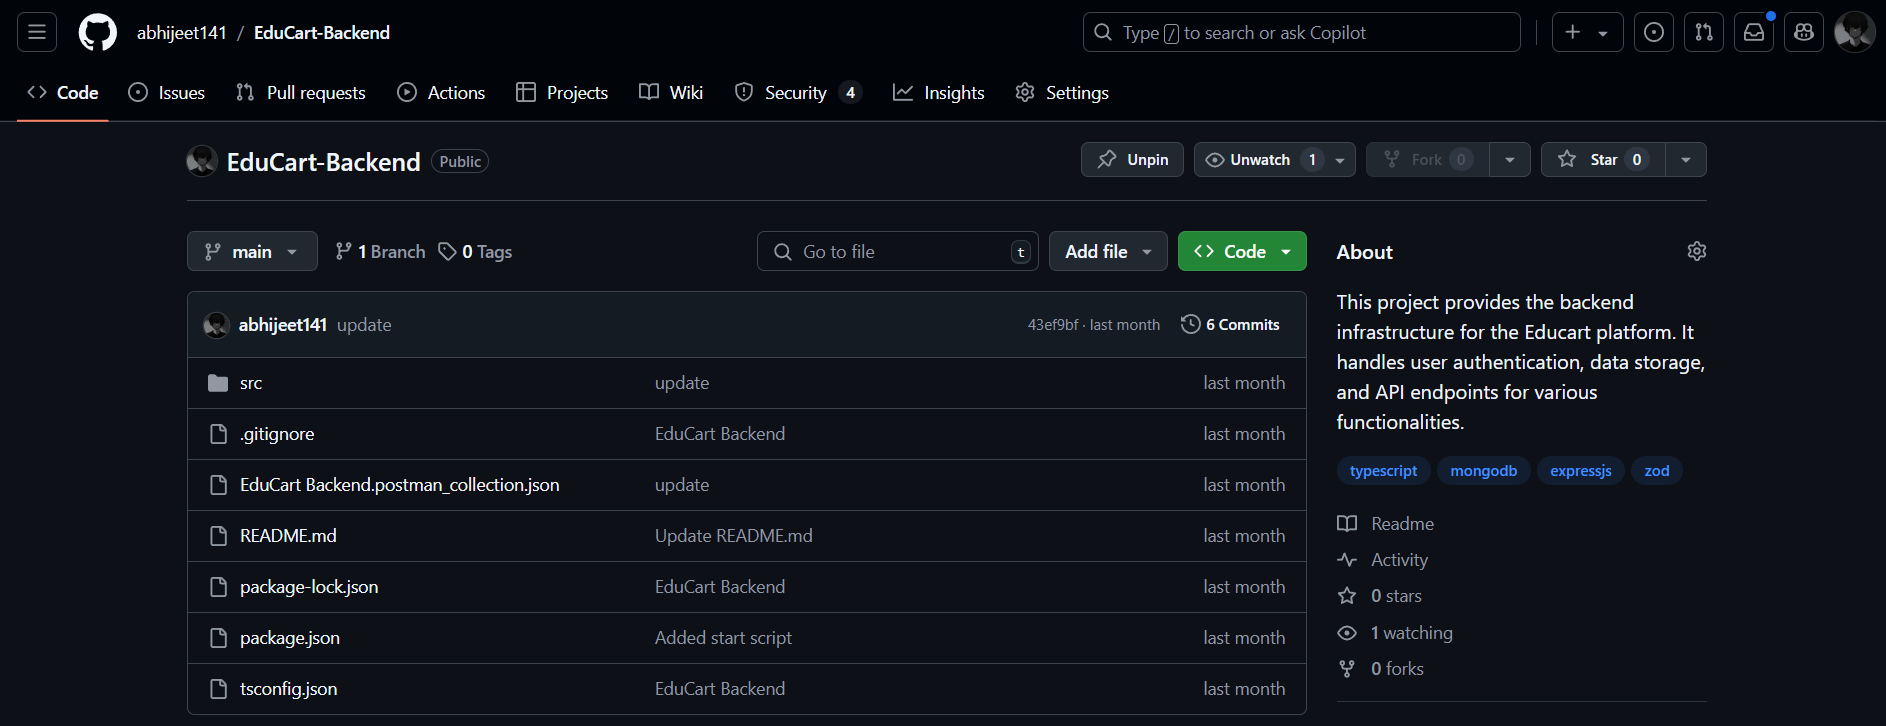 abhijeet141 / EduCart-Backend
Type / to search or ask Copilot
Code Issues Pull requests Actions Projects Wiki Security 4 Insights Settings
EduCart-Backend Public
Unpin Unwatch 1 Fork 0 Star 0
main 1 Branch 0 Tags Go to file t Add file Code
abhijeet141 update 43ef9bf · last month 6 Commits
src update last month
.gitignore EduCart Backend last month
EduCart Backend.postman_collection.json update last month
README.md Update README.md last month
package-lock.json EduCart Backend last month
package.json Added start script last month
tsconfig.json EduCart Backend last month
About
This project provides the backend
infrastructure for the Educart platform. It
handles user authentication, data storage,
and API endpoints for various
functionalities.
typescript mongodb expressjs zod
Readme
Activity
0 stars
1 watching
0 forks